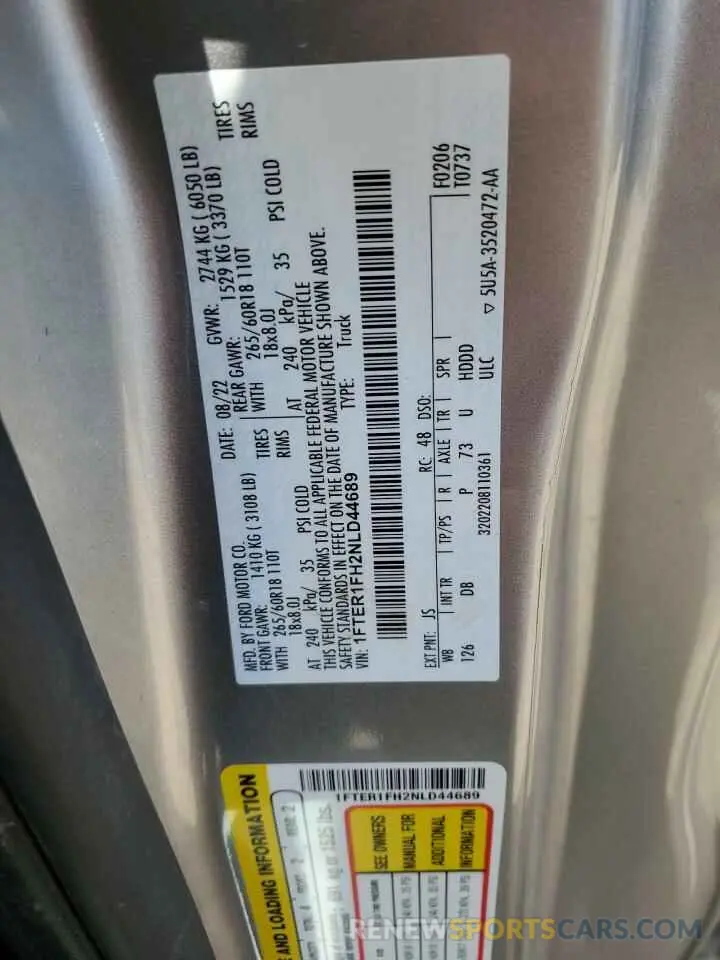 MFD. BY FORD MOTOR CO.
DATE: 08/22 GVWR: 2744 KG ( 6050 LB)
FRONT GAWR: 1410 KG ( 3108 LB) REAR GAWR: 1529 KG ( 3370 LB)
WITH 265/60R18 110T TIRES WITH 265/60R18 110T TIRES
18x8.0J RIMS 18x8.0J RIMS
AT 240 kPa/ 35 PSI COLD AT 240 kPa/ 35 PSI COLD
THIS VEHICLE CONFORMS TO ALL APPLICABLE FEDERAL MOTOR VEHICLE
SAFETY STANDARDS IN EFFECT ON THE DATE OF MANUFACTURE SHOWN ABOVE.
VIN: 1FTER1FH2NLD44689 TYPE: Truck
F0206
T0737
EXT PNT: JS RC: 48 DSO:
WB INT TR TP/PS R AXLE TR SPR
126 DB P 73 U HDDD
ULC
3202208110361 ▽ 5U5A-3520472-AA
1FTER1FH2NLD44689
AND LOADING INFORMATION
SEE OWNERS
MANUAL FOR
ADDITIONAL
INFORMATION
RENEWSPORTSCARS.COM